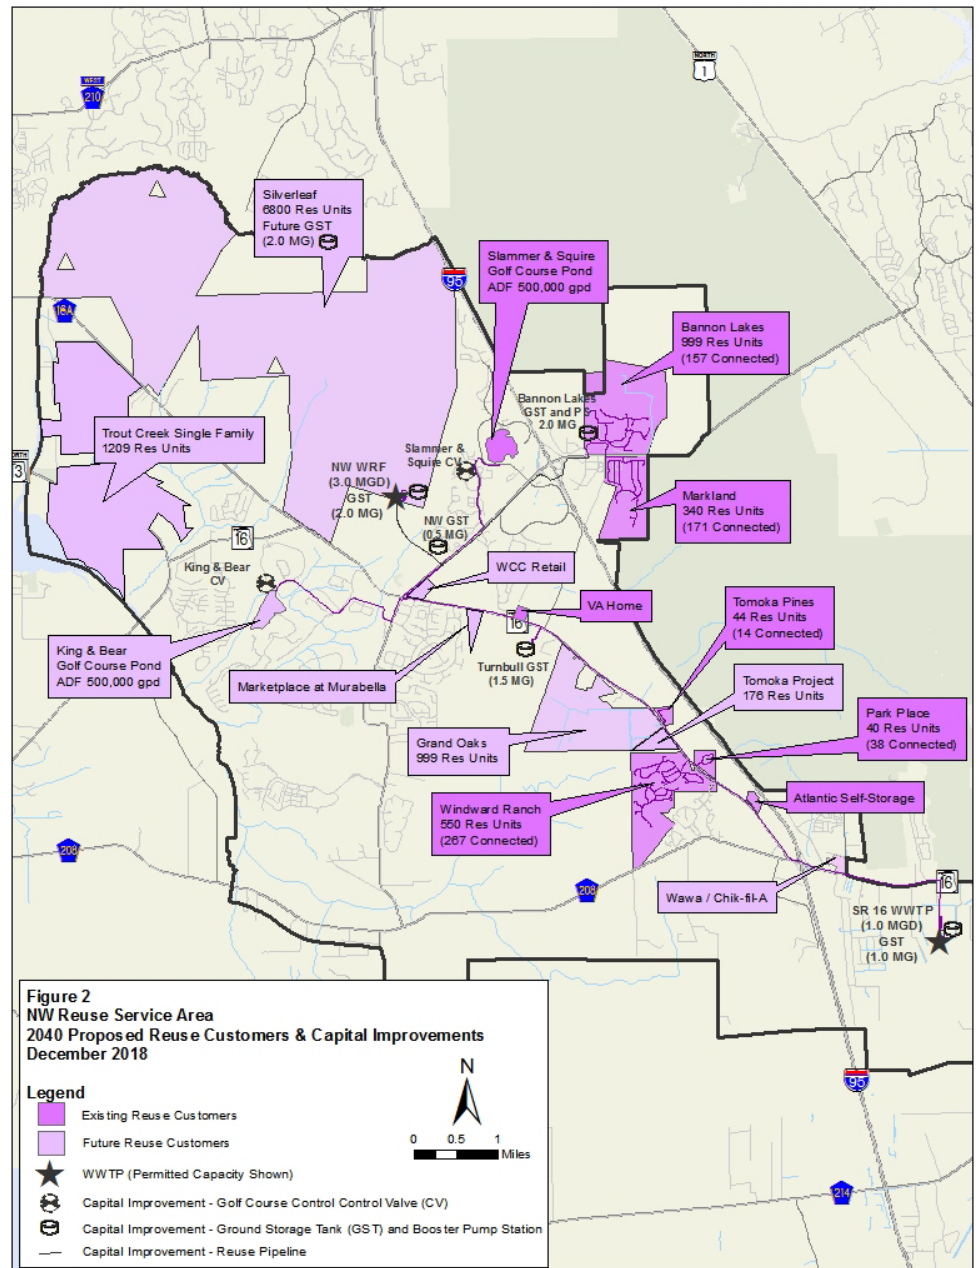 NORTH
1
WEST
210
Silverleaf
6800 Res Units
Future GST
(2.0 MG)
Slammer & Squire
Golf Course Pond
ADF 500,000 gpd
95
16A
Bannon Lakes
999 Res Units
(157 Connected)
Bannon Lakes
GST and PS
2.0 MG
Trout Creek Single Family
1209 Res Units
Slammer &
Squire CV
NW WRF
(3.0 MGD)
GST
(2.0 MG)
13
Markland
340 Res Units
(171 Connected)
NW GST
(0.5 MG)
16
King & Bear
CV
WCC Retail
VA Home
Tomoka Pines
44 Res Units
(14 Connected)
16
King & Bear
Golf Course Pond
ADF 500,000 gpd
Turnbull GST
(1.5 MG)
Marketplace at Murabella
Tomoka Project
176 Res Units
Park Place
40 Res Units
(38 Connected)
Grand Oaks
999 Res Units
Windward Ranch
550 Res Units
(267 Connected)
Atlantic Self-Storage
208
208
Wawa / Chik-fil-A
16
SR 16 WWTP
(1.0 MGD)
GST
(1.0 MG)
95
214
Figure 2
NW Reuse Service Area
2040 Proposed Reuse Customers & Capital Improvements
December 2018
N
Legend
Existing Reuse Customers
Future Reuse Customers
0 0.5 1
Miles
WWTP (Permitted Capacity Shown)
Capital Improvement - Golf Course Control Control Valve (CV)
Capital Improvement - Ground Storage Tank (GST) and Booster Pump Station
Capital Improvement - Reuse Pipeline